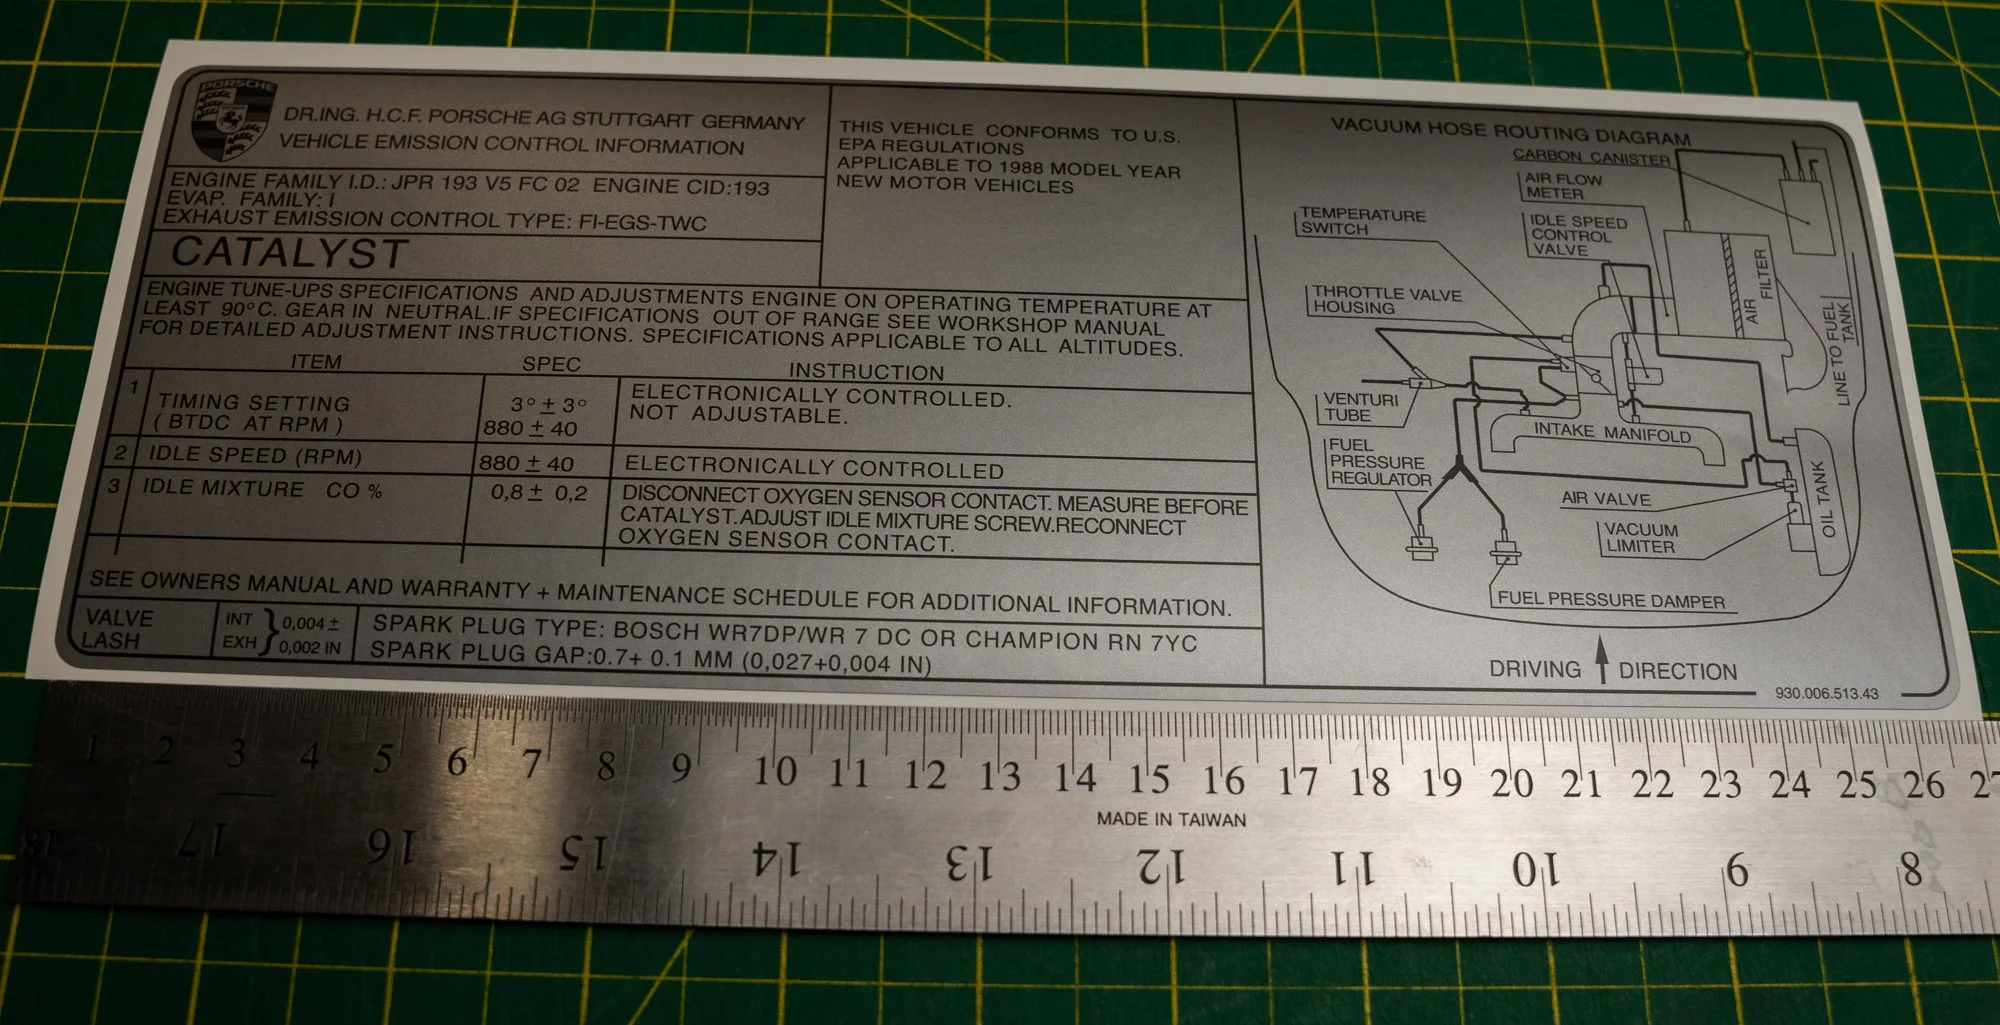 PORSCHE
DR.ING. H.C.F. PORSCHE AG STUTTGART GERMANY
VEHICLE EMISSION CONTROL INFORMATION
ENGINE FAMILY I.D.: JPR 193 V5 FC 02 ENGINE CID:193
EVAP. FAMILY: I
EXHAUST EMISSION CONTROL TYPE: FI-EGS-TWC
CATALYST
THIS VEHICLE CONFORMS TO U.S.
EPA REGULATIONS
APPLICABLE TO 1988 MODEL YEAR
NEW MOTOR VEHICLES
ENGINE TUNE-UPS SPECIFICATIONS AND ADJUSTMENTS ENGINE ON OPERATING TEMPERATURE AT
LEAST 90°C. GEAR IN NEUTRAL.IF SPECIFICATIONS OUT OF RANGE SEE WORKSHOP MANUAL
FOR DETAILED ADJUSTMENT INSTRUCTIONS. SPECIFICATIONS APPLICABLE TO ALL ALTITUDES.
ITEM SPEC INSTRUCTION
1 TIMING SETTING 3° ± 3° ELECTRONICALLY CONTROLLED.
( BTDC AT RPM ) 880 ± 40 NOT ADJUSTABLE.
2 IDLE SPEED (RPM) 880 ± 40 ELECTRONICALLY CONTROLLED
3 IDLE MIXTURE CO % 0,8 ± 0,2 DISCONNECT OXYGEN SENSOR CONTACT. MEASURE BEFORE
CATALYST.ADJUST IDLE MIXTURE SCREW.RECONNECT
OXYGEN SENSOR CONTACT.
SEE OWNERS MANUAL AND WARRANTY + MAINTENANCE SCHEDULE FOR ADDITIONAL INFORMATION.
VALVE
LASH
INT
EXH
0,004 ±
0,002 IN
SPARK PLUG TYPE: BOSCH WR7DP/WR 7 DC OR CHAMPION RN 7YC
SPARK PLUG GAP:0.7+ 0.1 MM (0,027+0,004 IN)
VACUUM HOSE ROUTING DIAGRAM
CARBON CANISTER
AIR FLOW
METER
TEMPERATURE
SWITCH
IDLE SPEED
CONTROL
VALVE
AIR
FILTER
LINE TO FUEL
TANK
THROTTLE VALVE
HOUSING
VENTURI
TUBE
INTAKE MANIFOLD
FUEL
PRESSURE
REGULATOR
AIR VALVE
OIL TANK
VACUUM
LIMITER
FUEL PRESSURE DAMPER
DRIVING DIRECTION
930.006.513.43
1 2 3 4 5 6 7 8 9 10 11 12 13 14 15 16 17 18 19 20 21 22 23 24 25 26 27
MADE IN TAIWAN
18 17 16 15 14 13 12 11 10 9 8